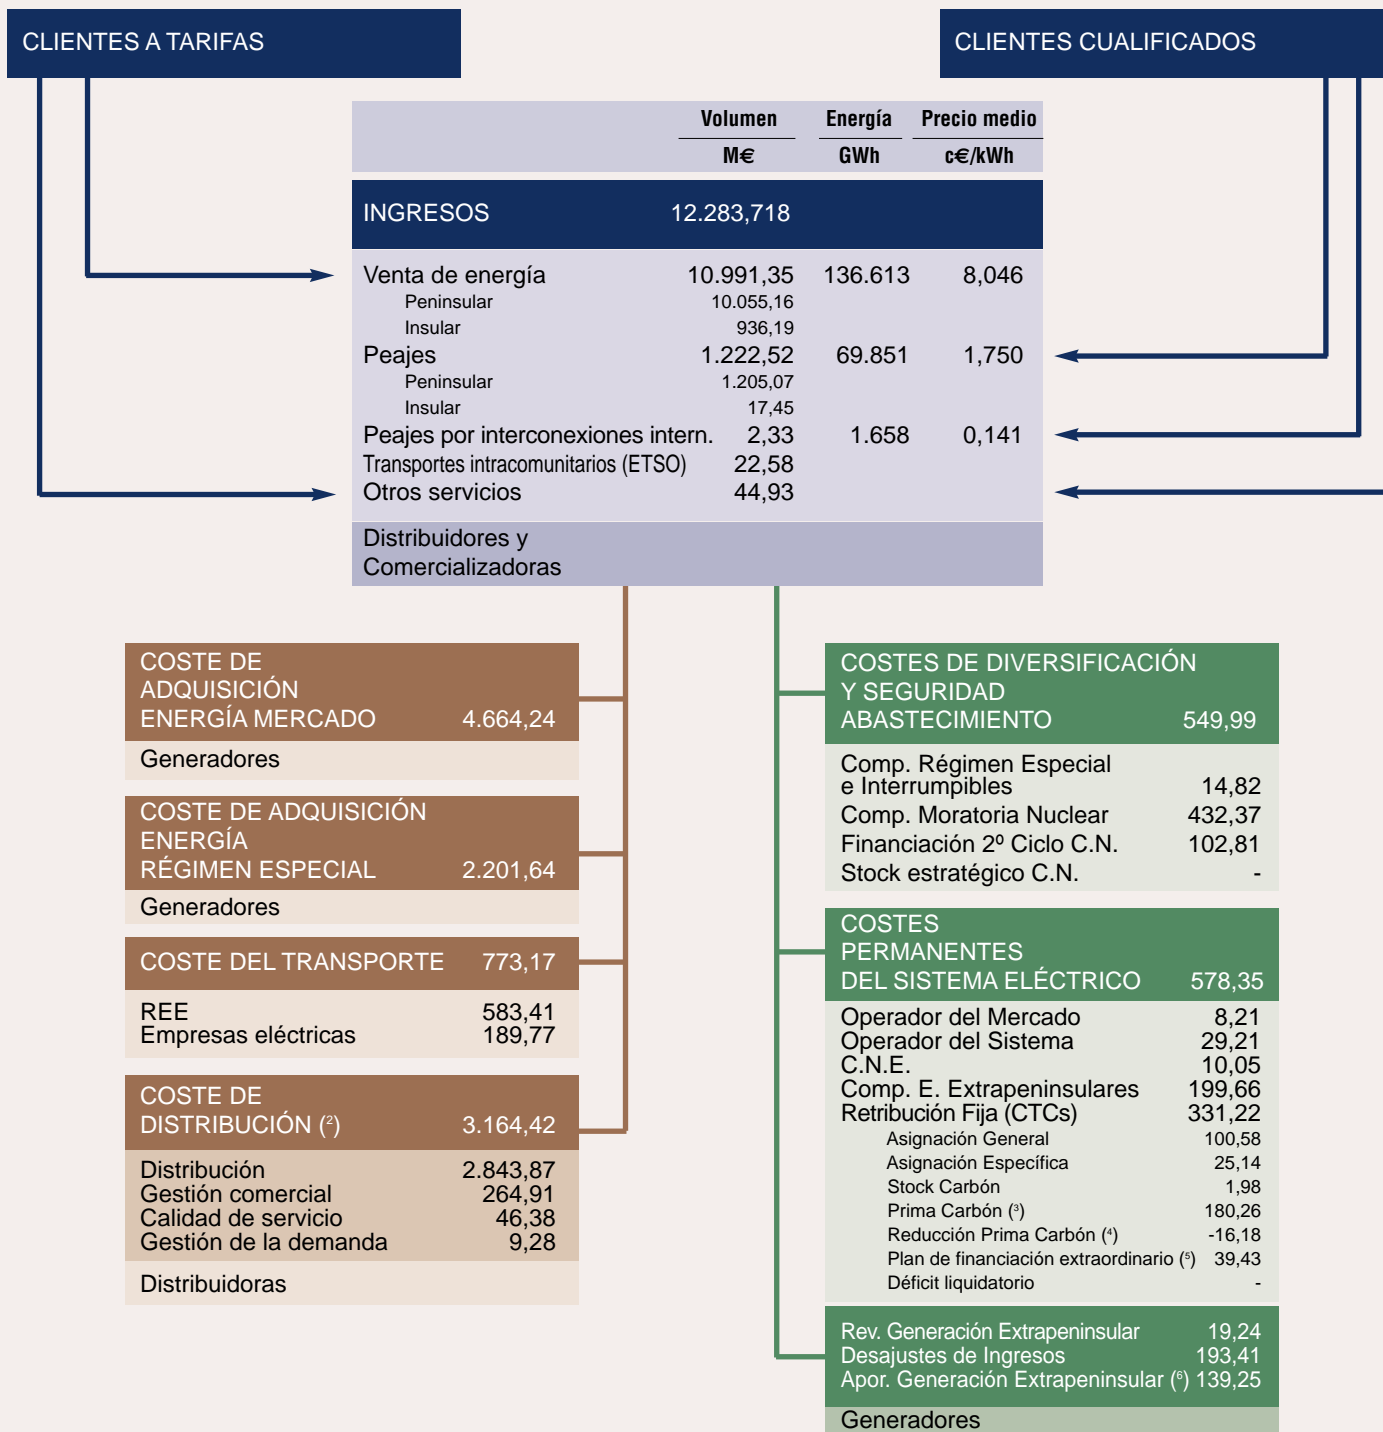 CLIENTES A TARIFAS
CLIENTES CUALIFICADOS
Volumen Energía Precio medio
M€ GWh c€/kWh
INGRESOS 12.283,718
Venta de energía 10.991,35 136.613 8,046
Peninsular 10.055,16
Insular 936,19
Peajes 1.222,52 69.851 1,750
Peninsular 1.205,07
Insular 17,45
Peajes por interconexiones intern. 2,33 1.658 0,141
Transportes intracomunitarios (ETSO) 22,58
Otros servicios 44,93
Distribuidores y
Comercializadoras
COSTE DE
ADQUISICIÓN
ENERGÍA MERCADO 4.664,24
Generadores
COSTE DE ADQUISICIÓN
ENERGÍA
RÉGIMEN ESPECIAL 2.201,64
Generadores
COSTE DEL TRANSPORTE 773,17
REE 583,41
Empresas eléctricas 189,77
COSTE DE
DISTRIBUCIÓN (²) 3.164,42
Distribución 2.843,87
Gestión comercial 264,91
Calidad de servicio 46,38
Gestión de la demanda 9,28
Distribuidoras
COSTES DE DIVERSIFICACIÓN
Y SEGURIDAD
ABASTECIMIENTO 549,99
Comp. Régimen Especial
e Interrumpibles 14,82
Comp. Moratoria Nuclear 432,37
Financiación 2º Ciclo C.N. 102,81
Stock estratégico C.N. -
COSTES
PERMANENTES
DEL SISTEMA ELÉCTRICO 578,35
Operador del Mercado 8,21
Operador del Sistema 29,21
C.N.E. 10,05
Comp. E. Extrapeninsulares 199,66
Retribución Fija (CTCs) 331,22
Asignación General 100,58
Asignación Específica 25,14
Stock Carbón 1,98
Prima Carbón (³) 180,26
Reducción Prima Carbón (⁴) -16,18
Plan de financiación extraordinario (⁵) 39,43
Déficit liquidatorio -
Rev. Generación Extrapeninsular 19,24
Desajustes de Ingresos 193,41
Apor. Generación Extrapeninsular (⁶) 139,25
Generadores